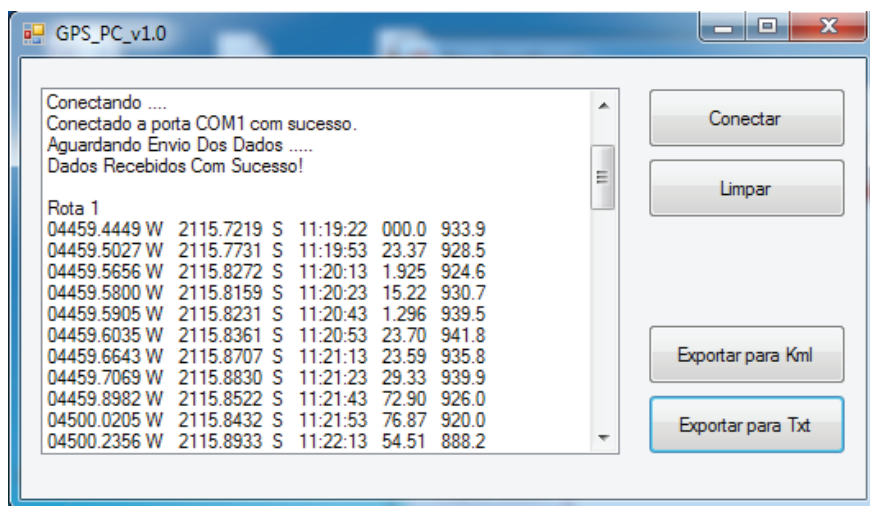 GPS_PC_v1.0
Conectando ....
Conectado a porta COM1 com sucesso.
Aguardando Envio Dos Dados .....
Dados Recebidos Com Sucesso!
Rota 1
04459.4449 W 2115.7219 S 11:19:22 000.0 933.9
04459.5027 W 2115.7731 S 11:19:53 23.37 928.5
04459.5656 W 2115.8272 S 11:20:13 1.925 924.6
04459.5800 W 2115.8159 S 11:20:23 15.22 930.7
04459.5905 W 2115.8231 S 11:20:43 1.296 939.5
04459.6035 W 2115.8361 S 11:20:53 23.70 941.8
04459.6643 W 2115.8707 S 11:21:13 23.59 935.8
04459.7069 W 2115.8830 S 11:21:23 29.33 939.9
04459.8982 W 2115.8522 S 11:21:43 72.90 926.0
04500.0205 W 2115.8432 S 11:21:53 76.87 920.0
04500.2356 W 2115.8933 S 11:22:13 54.51 888.2
Conectar
Limpar
Exportar para Kml
Exportar para Txt